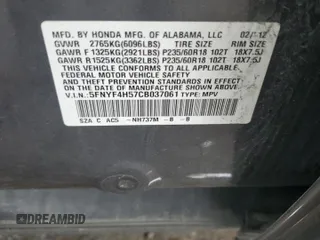 MFD. BY HONDA MFG. OF ALABAMA, LLC 02/12
GVWR 2765KG(6096LBS) TIRE SIZE RIM SIZE
GAWR F 1325KG(2921LBS) P235/60R18 102T 18X7.5J
GAWR R 1525KG(3362LBS) P235/60R18 102T 18X7.5J
THIS VEHICLE CONFORMS TO ALL APPLICABLE
FEDERAL MOTOR VEHICLE SAFETY AND THEFT
PREVENTION STANDARDS IN EFFECT ON THE
DATE OF MANUFACTURE SHOWN ABOVE.
V.I.N.: 5FNYF4H57CB037061 TYPE: MPV
SZA C AC5 - NH737M - B - B
©DREAMBID